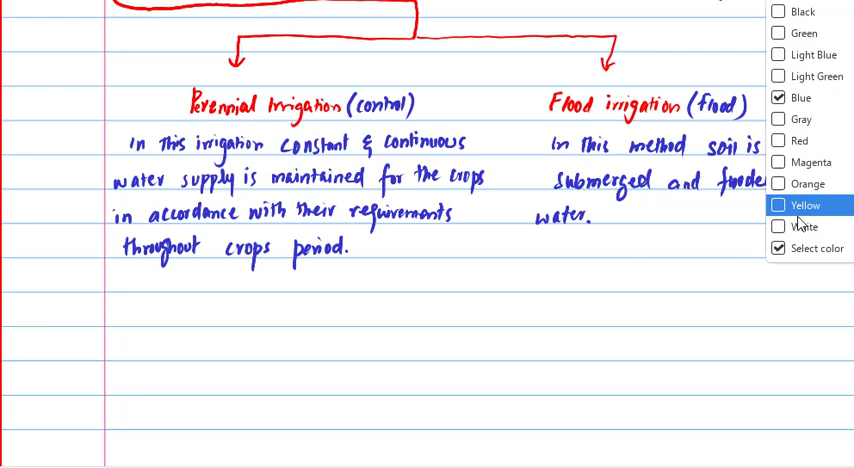 Perennial Irrigation (control)
In this irrigation constant & continuous
water supply is maintained for the crops
in accordance with their requirements
throughout crops period.
Flood irrigation (flood)
In this method soil is
submerged and
water.
Black
Green
Light Blue
Light Green
Blue
Gray
Red
Magenta
Orange
Yellow
White
Select color